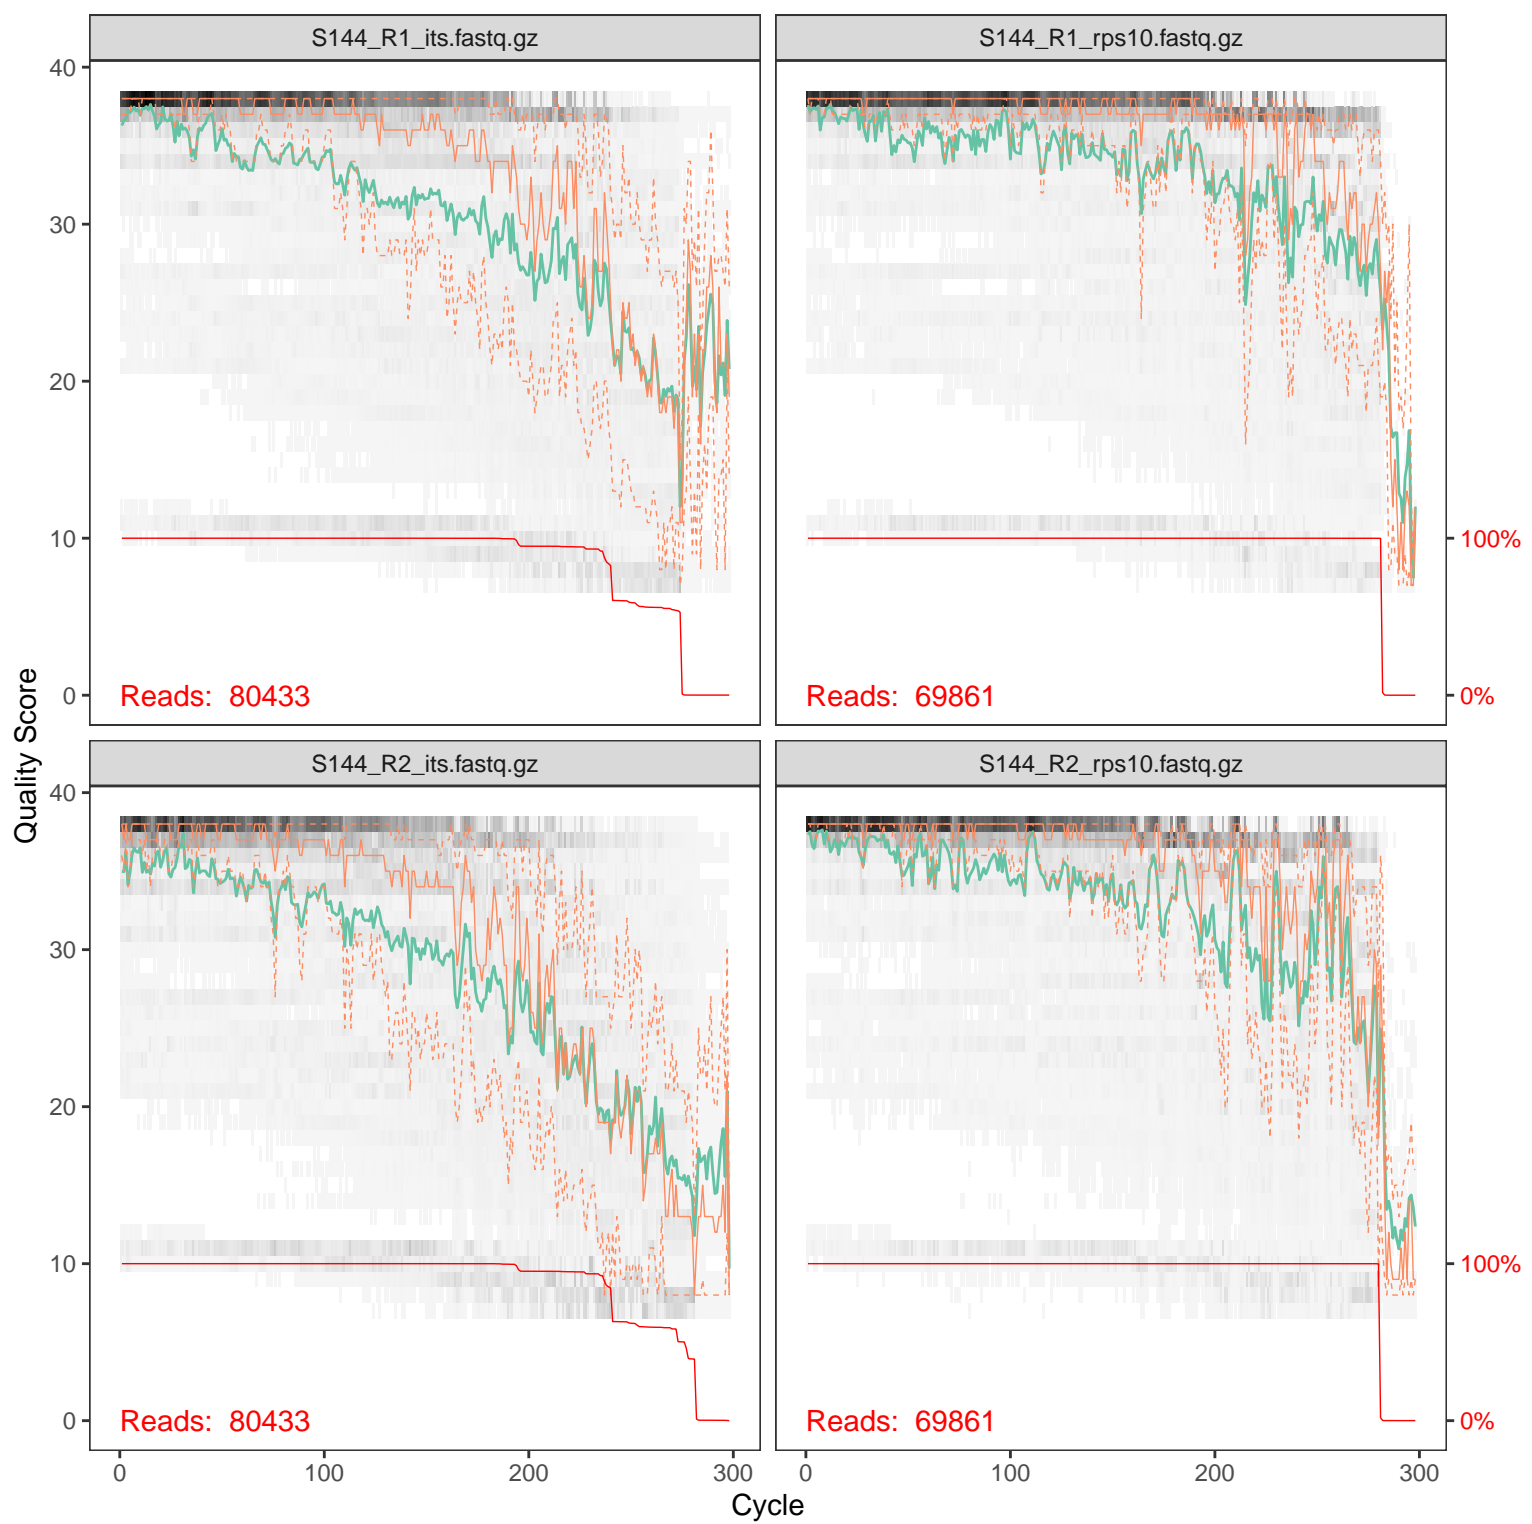 S144_R1_its.fastq.gz
S144_R1_rps10.fastq.gz
40
30
20
10
0
Reads: 80433
Reads: 69861
100%
0%
Quality Score
S144_R2_its.fastq.gz
S144_R2_rps10.fastq.gz
40
30
20
10
0
Reads: 80433
Reads: 69861
100%
0%
0 100 200 300
0 100 200 300
Cycle